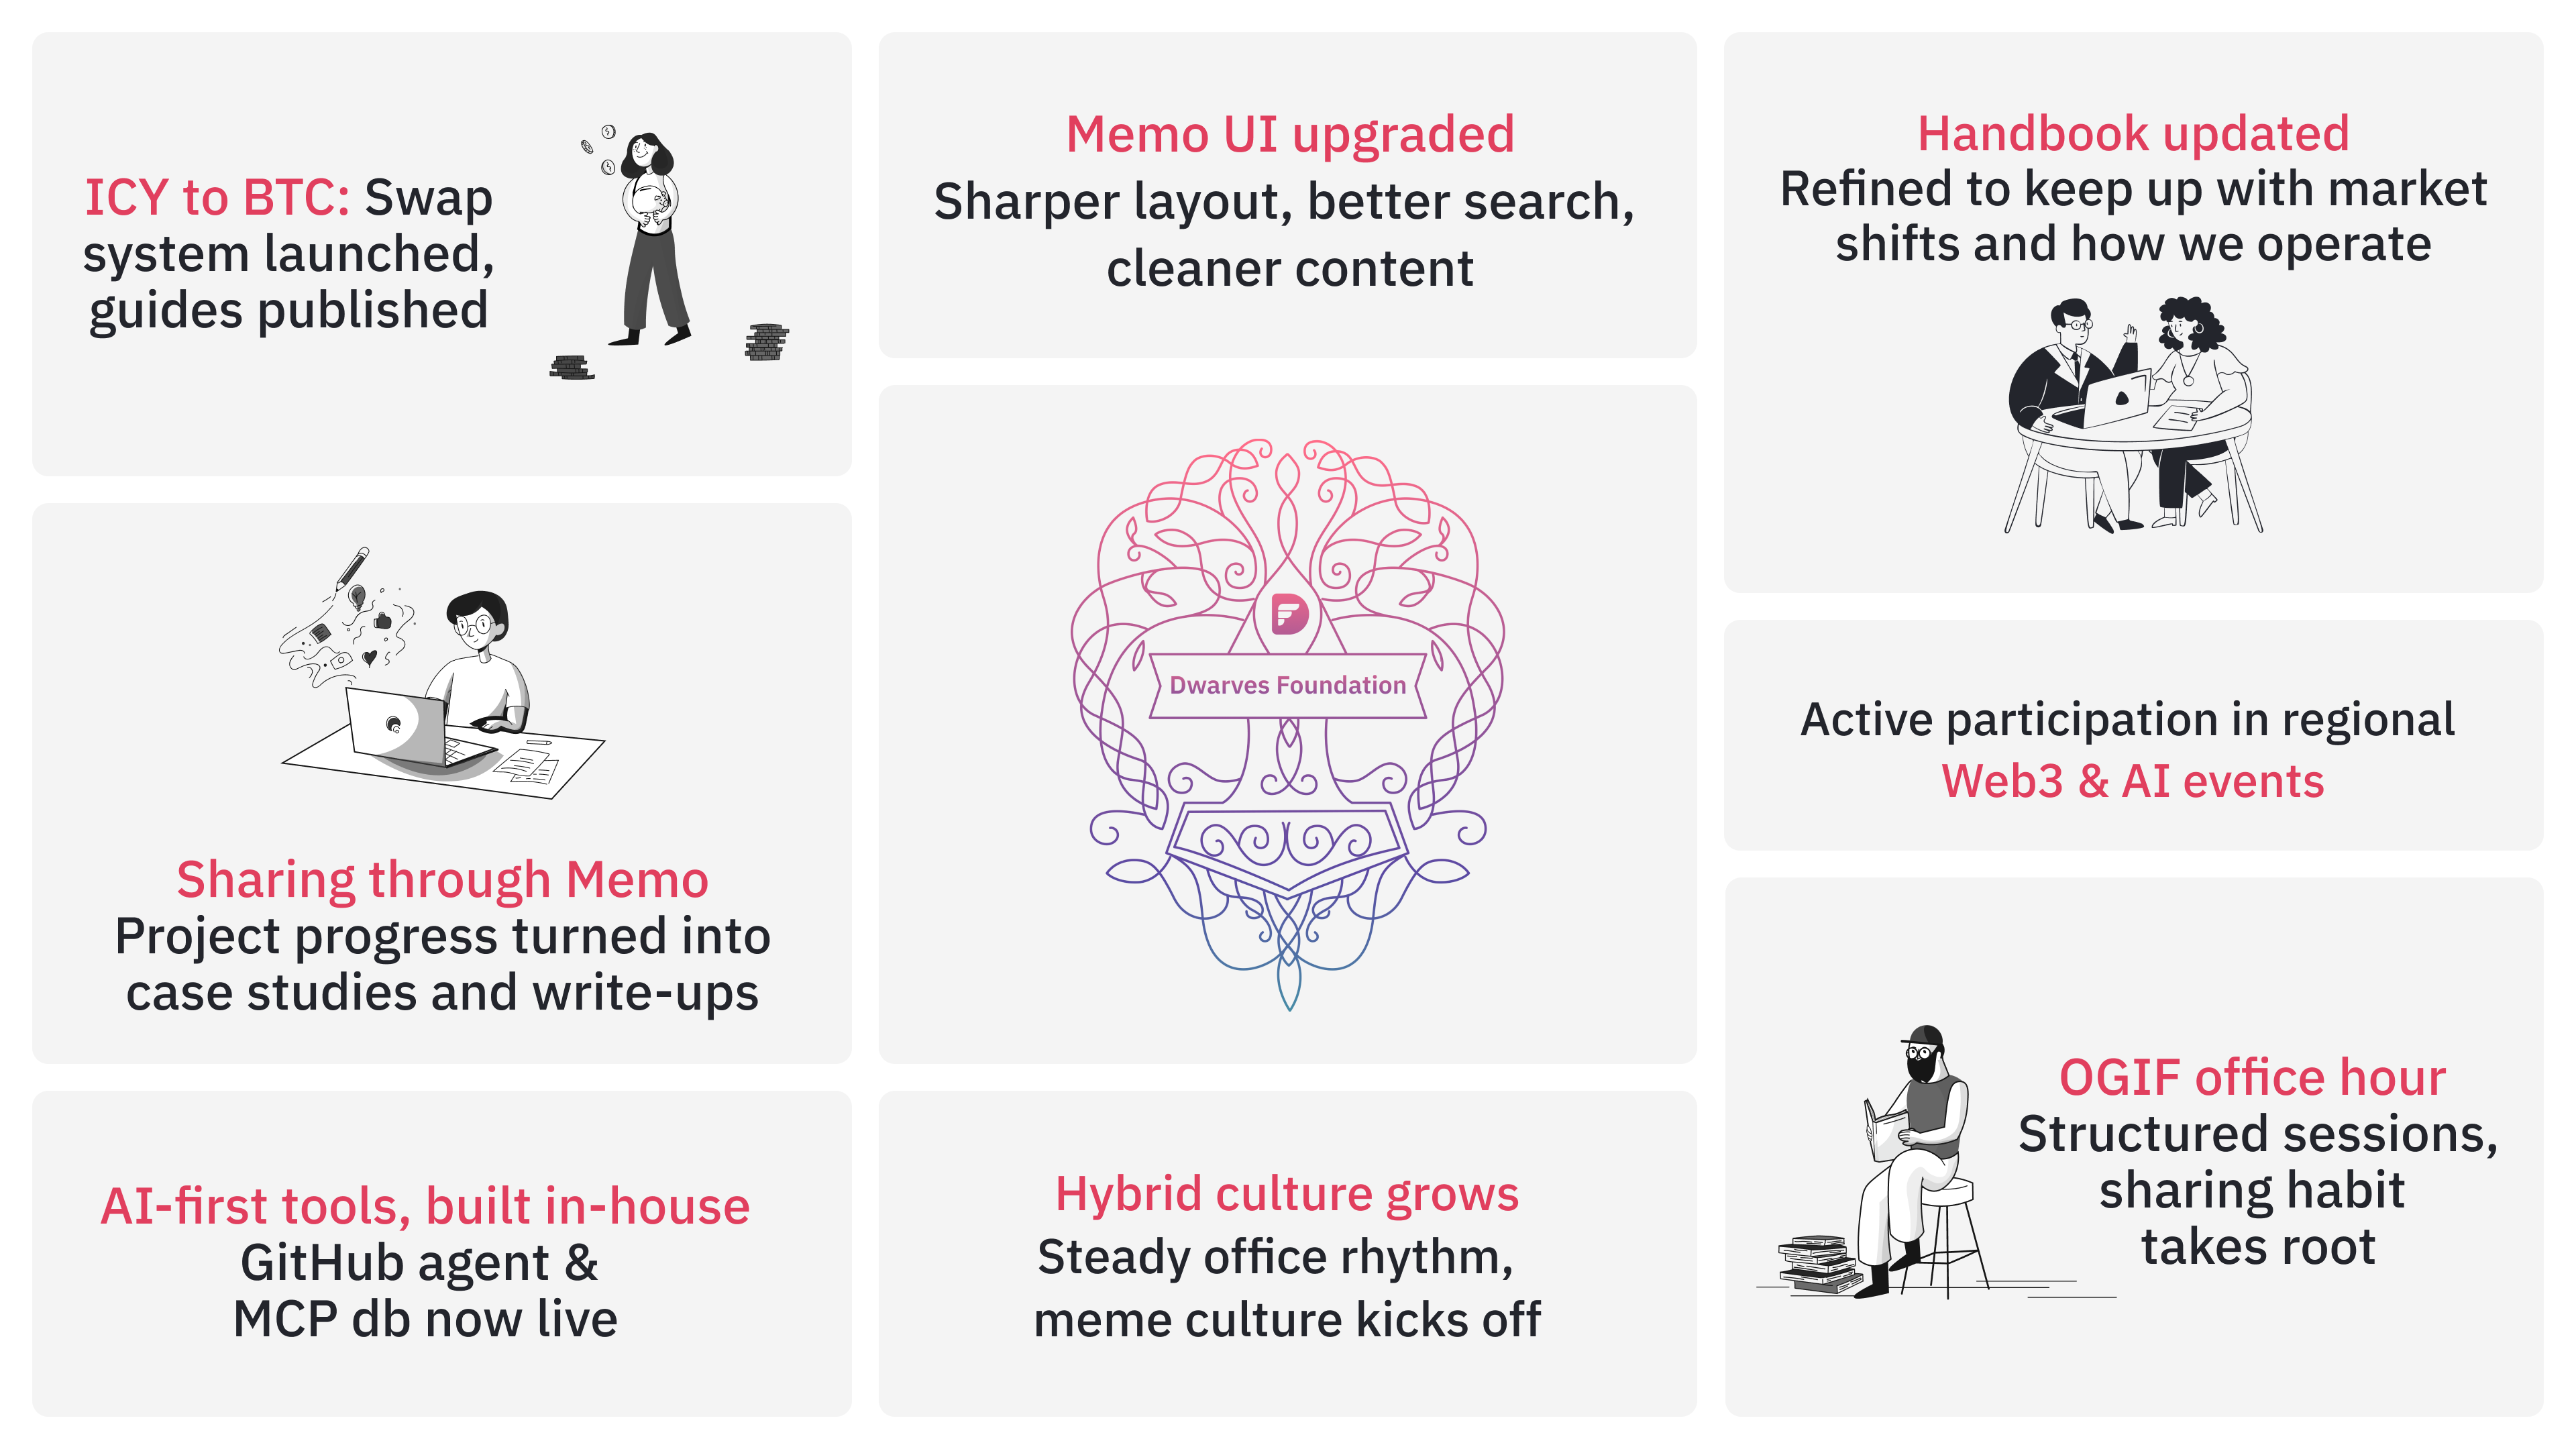 ICY to BTC: Swap
system launched,
guides published
Sharing through Memo
Project progress turned into
case studies and write-ups
AI-first tools, built in-house
GitHub agent &
MCP db now live
Memo UI upgraded
Sharper layout, better search,
cleaner content
Dwarves Foundation
Hybrid culture grows
Steady office rhythm,
meme culture kicks off
Handbook updated
Refined to keep up with market
shifts and how we operate
Active participation in regional
Web3 & AI events
OGIF office hour
Structured sessions,
sharing habit
takes root